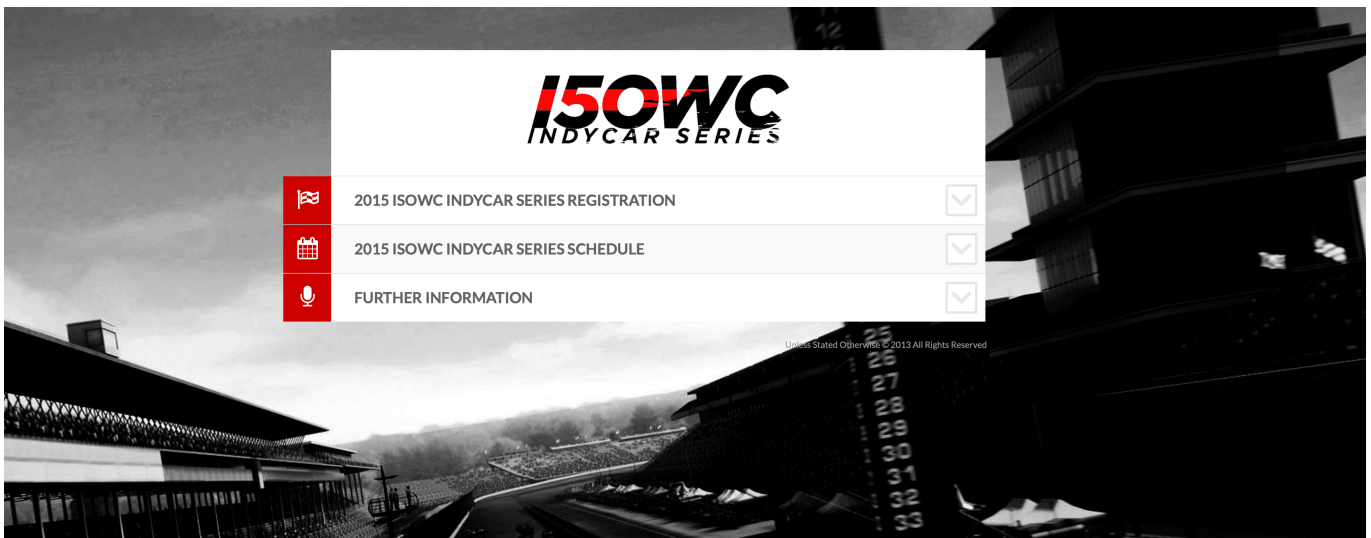 12
ISOWC
INDYCAR SERIES
2015 ISOWC INDYCAR SERIES REGISTRATION
2015 ISOWC INDYCAR SERIES SCHEDULE
FURTHER INFORMATION
Unless Stated Otherwise © 2013 All Rights Reserved
25
26
27
28
29
30
31
32
33